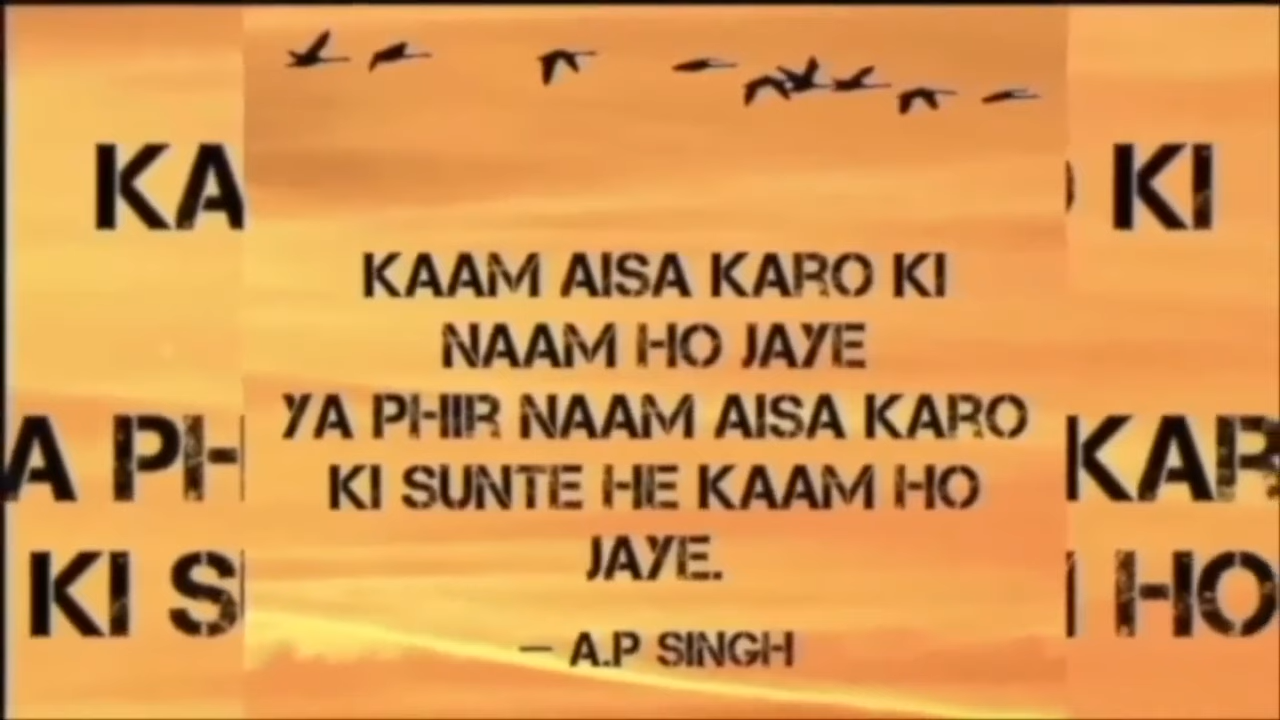 KAAM AISA KARO KI
NAAM HO JAYE
YA PHIR NAAM AISA KARO
KI SUNTE HE KAAM HO
JAYE.
– A.P SINGH